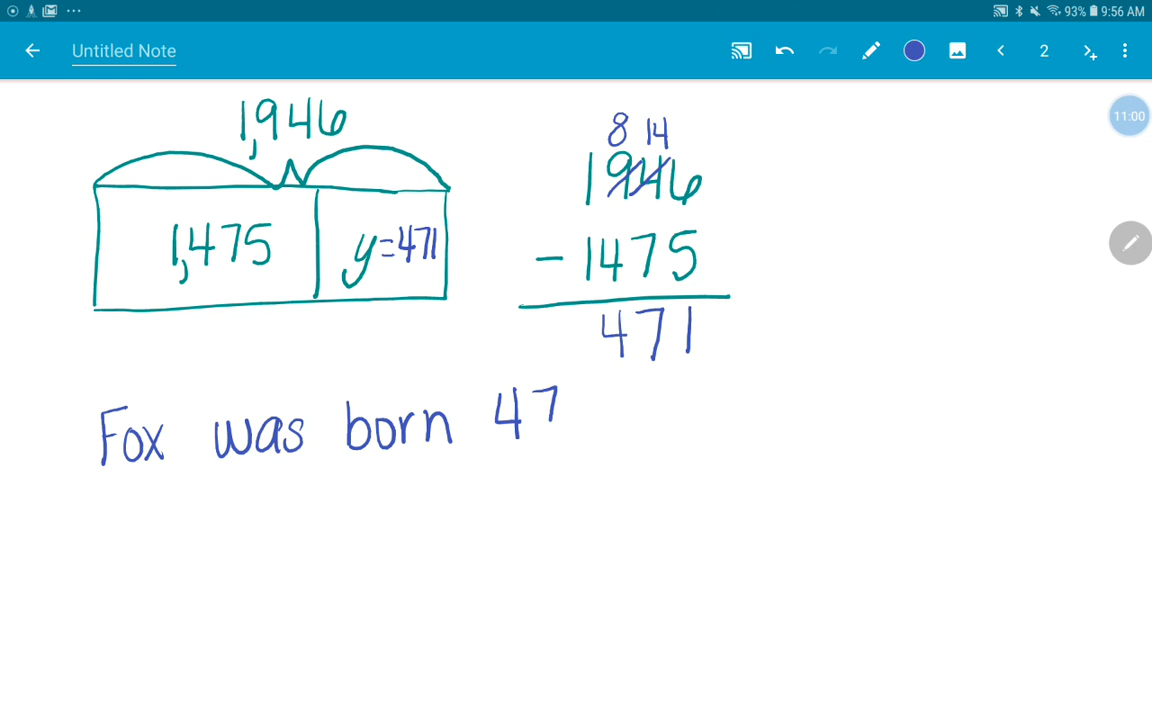 93% 9:56 AM
Untitled Note
2
11:00
1,946
1,475
y=471
8 14
1946
- 1475
471
Fox was born 47